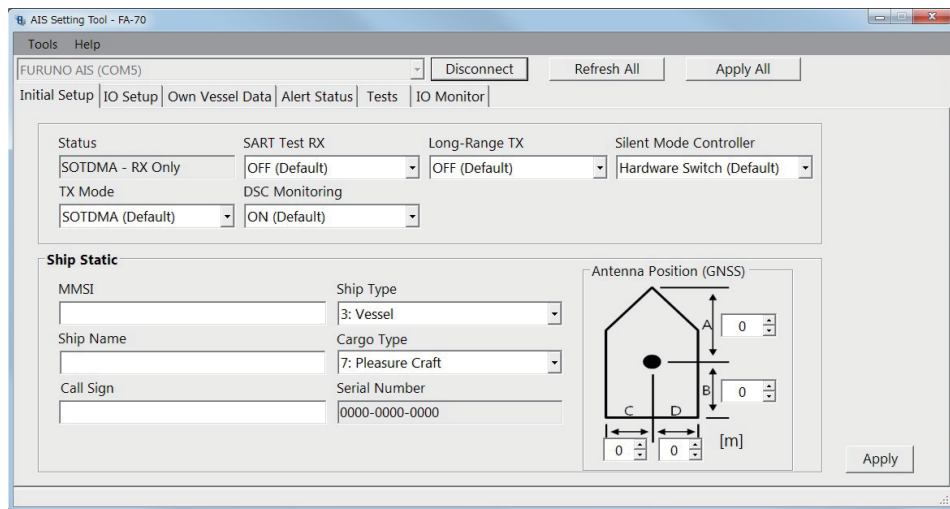 AIS Setting Tool - FA-70
Tools Help
FURUNO AIS (COM5) Disconnect Refresh All Apply All
Initial Setup IO Setup Own Vessel Data Alert Status Tests IO Monitor
Status SART Test RX Long-Range TX Silent Mode Controller
SOTDMA - RX Only OFF (Default) OFF (Default) Hardware Switch (Default)
TX Mode DSC Monitoring
SOTDMA (Default) ON (Default)
Ship Static
Antenna Position (GNSS)
MMSI Ship Type
3: Vessel
A 0
Ship Name Cargo Type
7: Pleasure Craft
Call Sign Serial Number
B 0
0000-0000-0000
C D
0 0 [m]
Apply